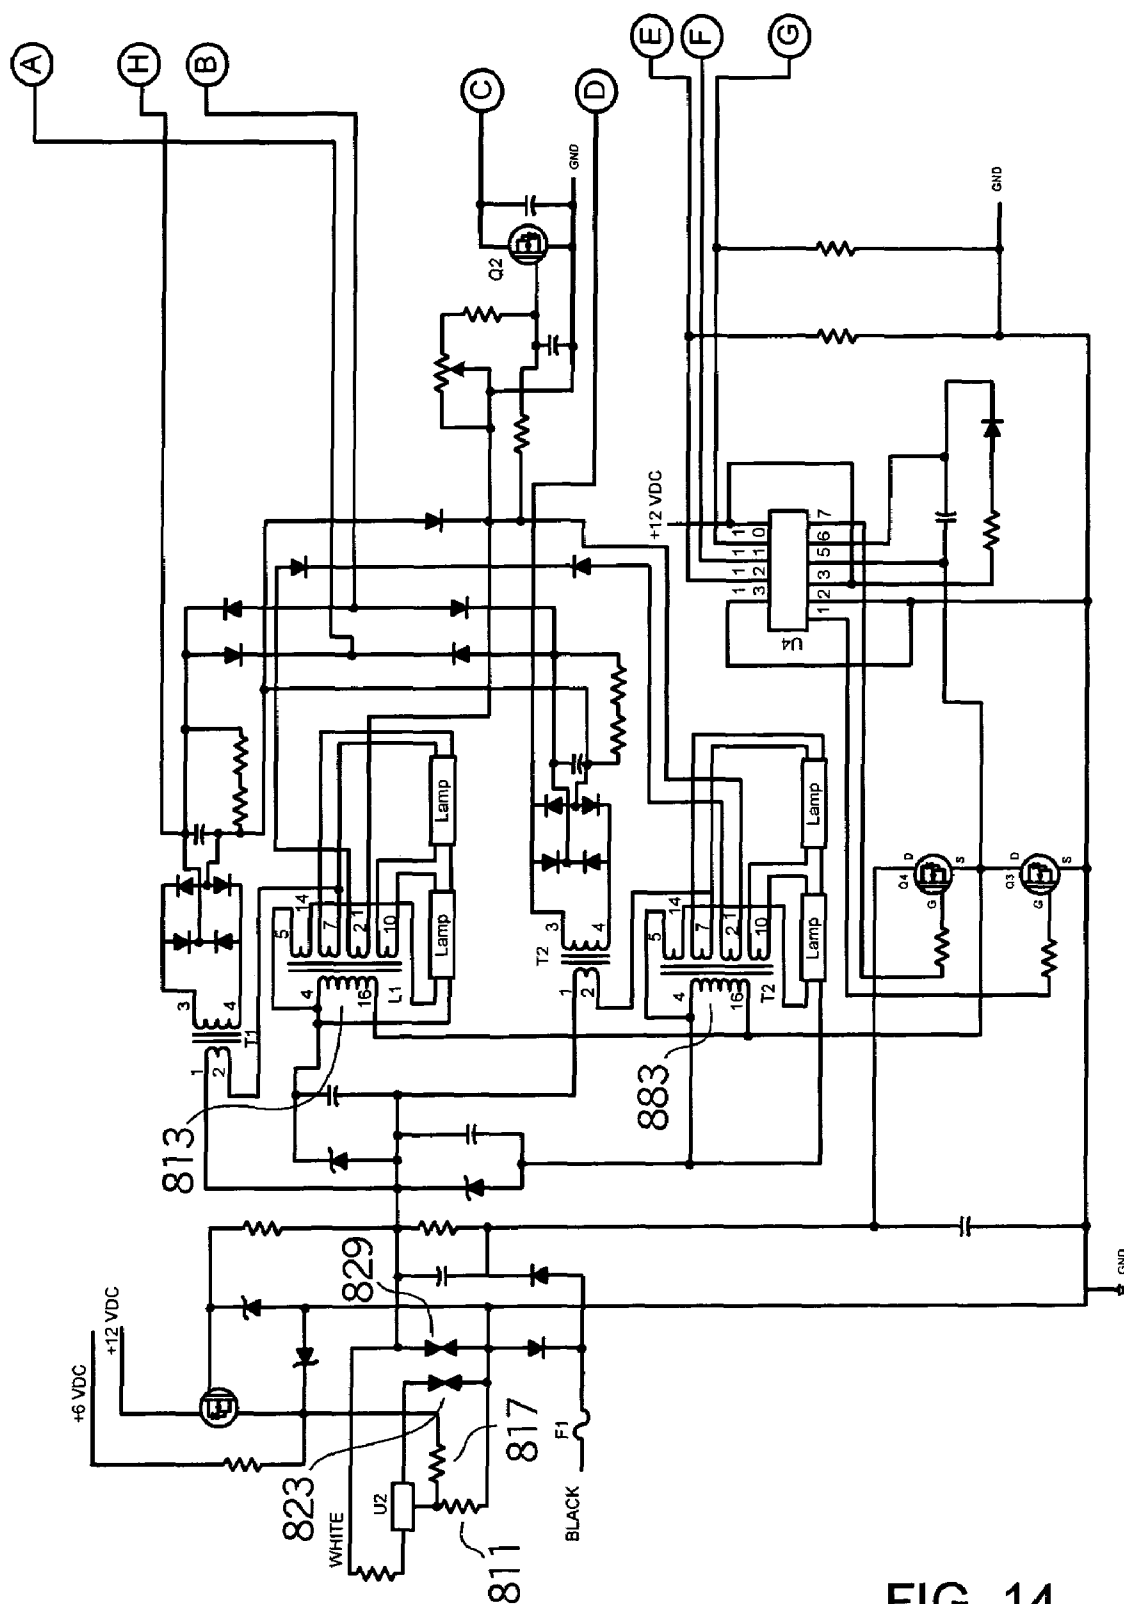 A
H
B
C
D
E
F
G
GND
Q2
GND
+12 VDC
1 1 1 1
3 2 1 0
1 2 3 5 6 7
U4
Lamp
Lamp
5
14
7
2 1
10
4
16
L1
3
4
T1
1
2
813
T2
3
4
1
2
Lamp
Lamp
5
14
7
2 1
10
4
16
T2
883
Q4
D
S
G
Q3
D
S
G
829
+6 VDC
+12 VDC
823
817
811
U2
WHITE
F1
BLACK
GND
FIG. 14